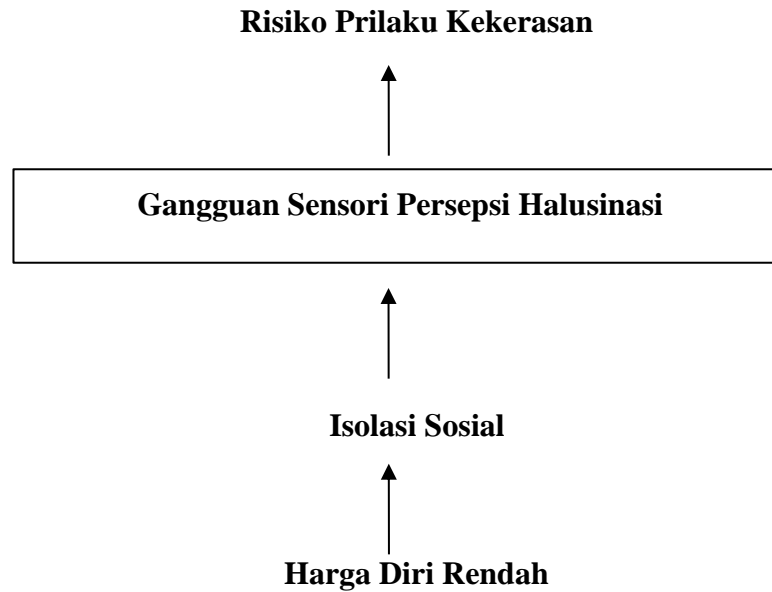 Risiko Prilaku Kekerasan
Gangguan Sensori Persepsi Halusinasi
Isolasi Sosial
Harga Diri Rendah